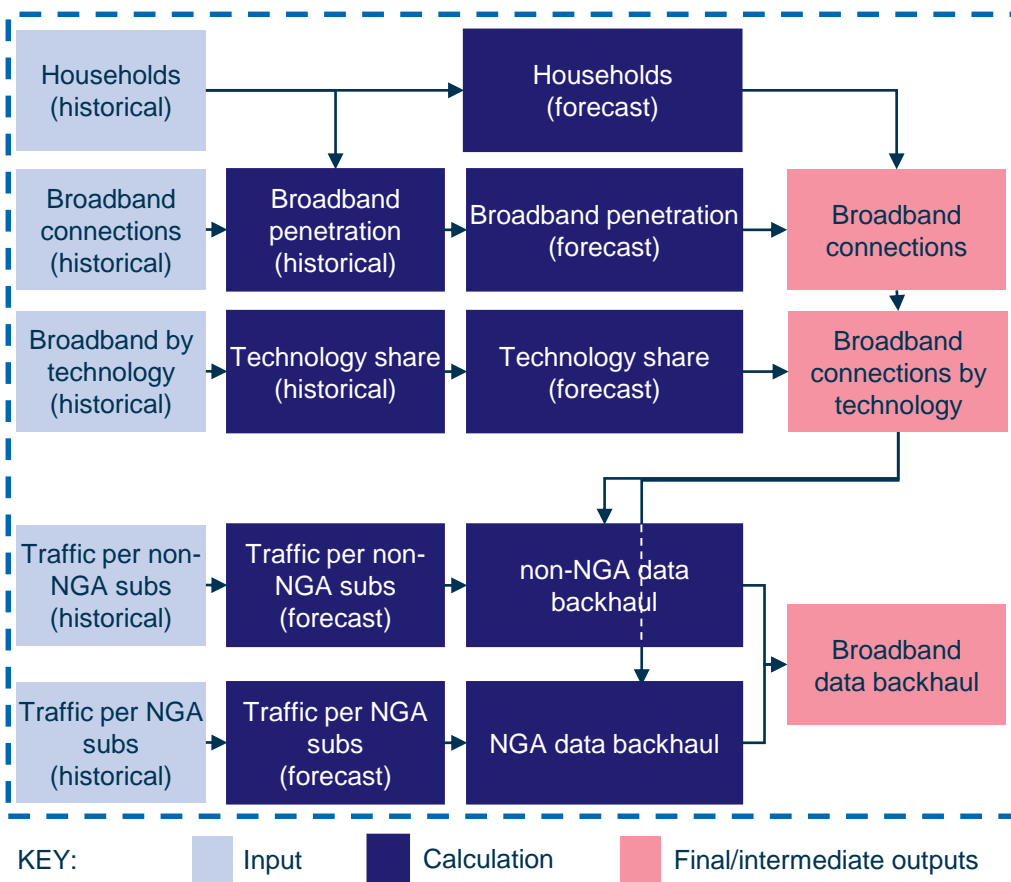 Households
(historical)
Households
(forecast)
Broadband
connections
(historical)
Broadband
penetration
(historical)
Broadband penetration
(forecast)
Broadband
connections
Broadband by
technology
(historical)
Technology share
(historical)
Technology share
(forecast)
Broadband
connections by
technology
Traffic per non-
NGA subs
(historical)
Traffic per non-
NGA subs
(forecast)
non-NGA data
backhaul
Broadband
data backhaul
Traffic per NGA
subs
(historical)
Traffic per NGA
subs
(forecast)
NGA data backhaul
KEY:
Input
Calculation
Final/intermediate outputs